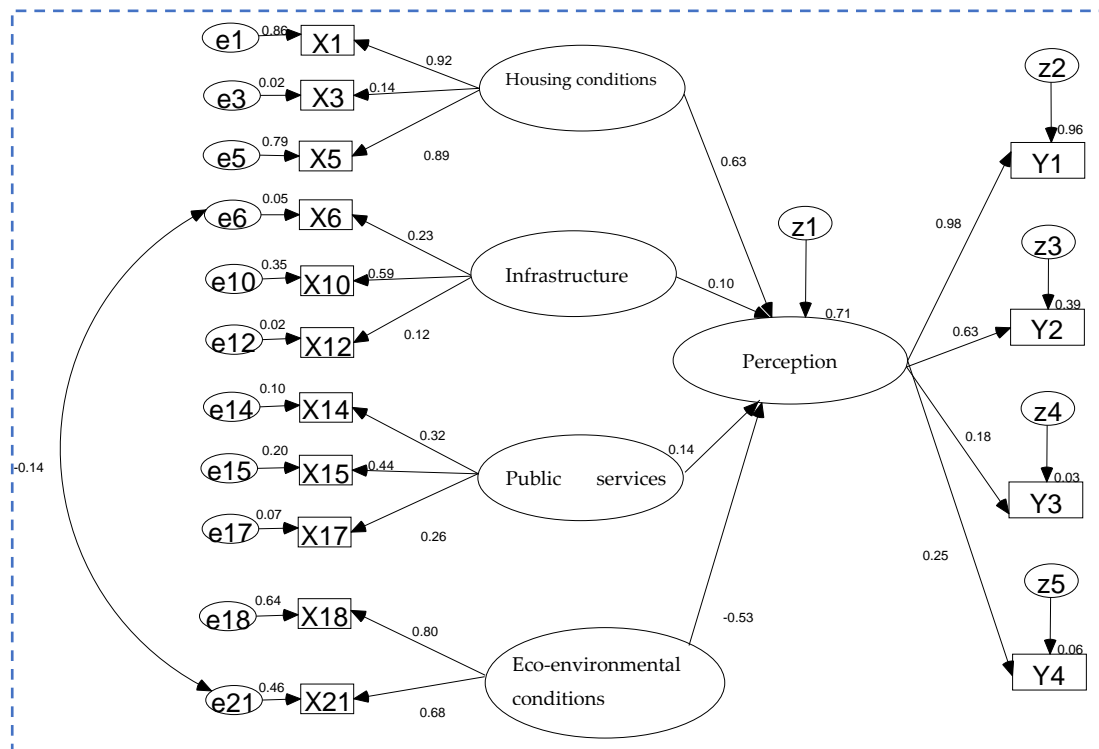 e1
0.86
X1
0.92
e3
0.02
X3
0.14
e5
0.79
X5
0.89
Housing conditions
0.63
e6
0.05
X6
0.23
e10
0.35
X10
0.59
e12
0.02
X12
0.12
Infrastructure
0.10
e14
0.10
X14
0.32
e15
0.20
X15
0.44
e17
0.07
X17
0.26
Public services
0.14
e18
0.64
X18
0.80
e21
0.46
X21
0.68
Eco-environmental
conditions
-0.53
-0.14
z1
0.71
Perception
z2
0.96
Y1
0.98
z3
0.39
Y2
0.63
z4
0.03
Y3
0.18
z5
0.06
Y4
0.25